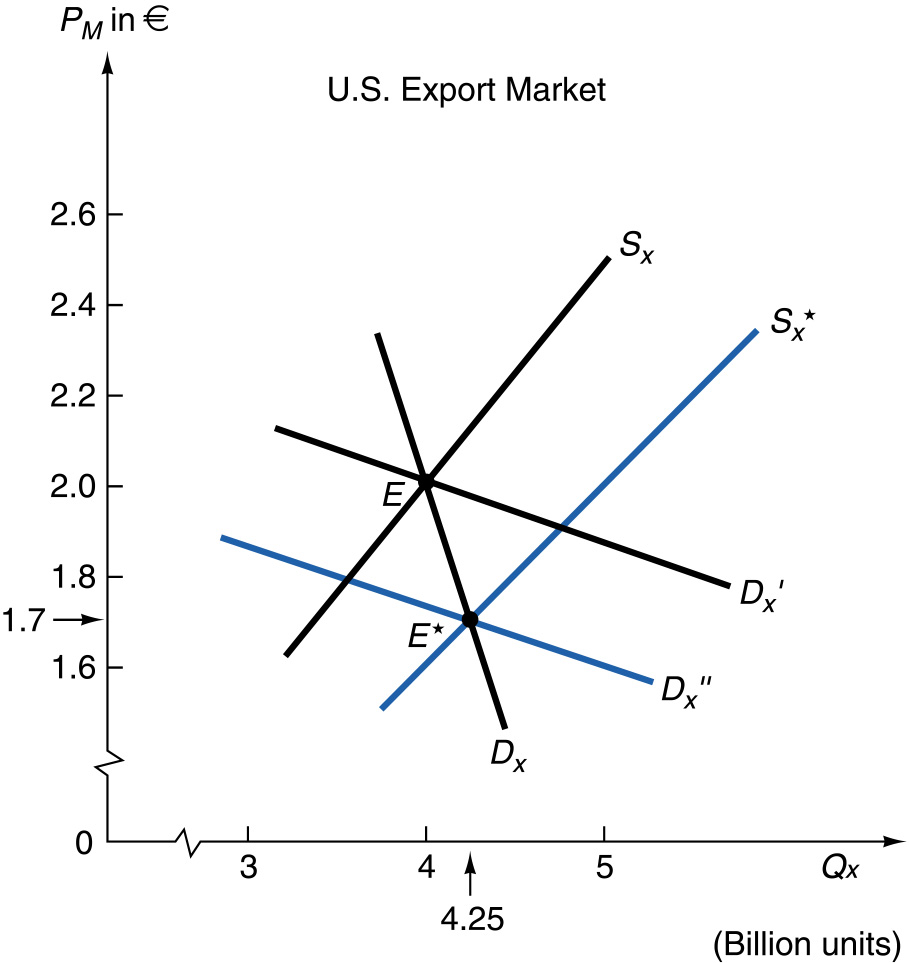 P_M in €
U.S. Export Market
2.6
S_x
2.4
S_x*
2.2
2.0
E
1.8
D_x'
1.7
E*
1.6
D_x"
D_x
0
3
4
5
Q_x
4.25
(Billion units)